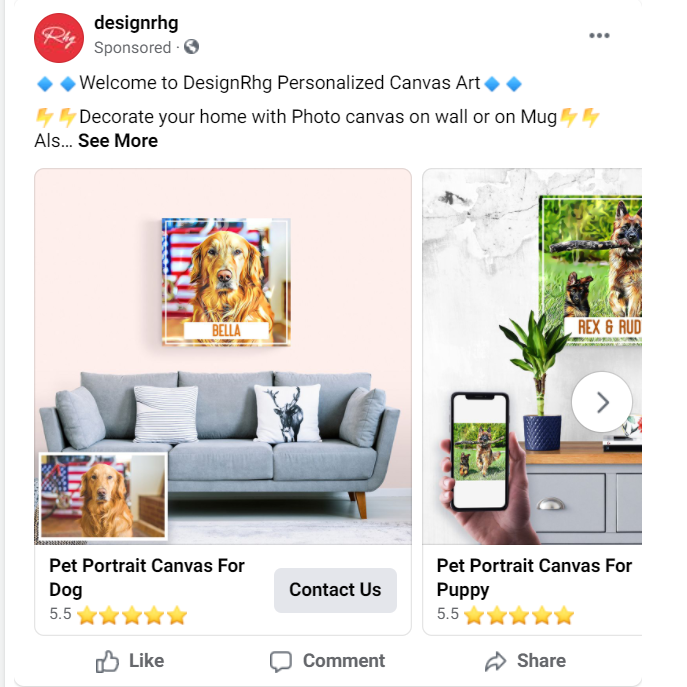 Rhg
designrhg
Sponsored ·
🔷🔷Welcome to DesignRhg Personalized Canvas Art🔷🔷
⚡⚡Decorate your home with Photo canvas on wall or on Mug⚡⚡
Als… See More
BELLA
REX & RUD
Pet Portrait Canvas For
Dog
5.5 ⭐⭐⭐⭐⭐
Contact Us
Pet Portrait Canvas For
Puppy
5.5 ⭐⭐⭐⭐⭐
Like
Comment
Share